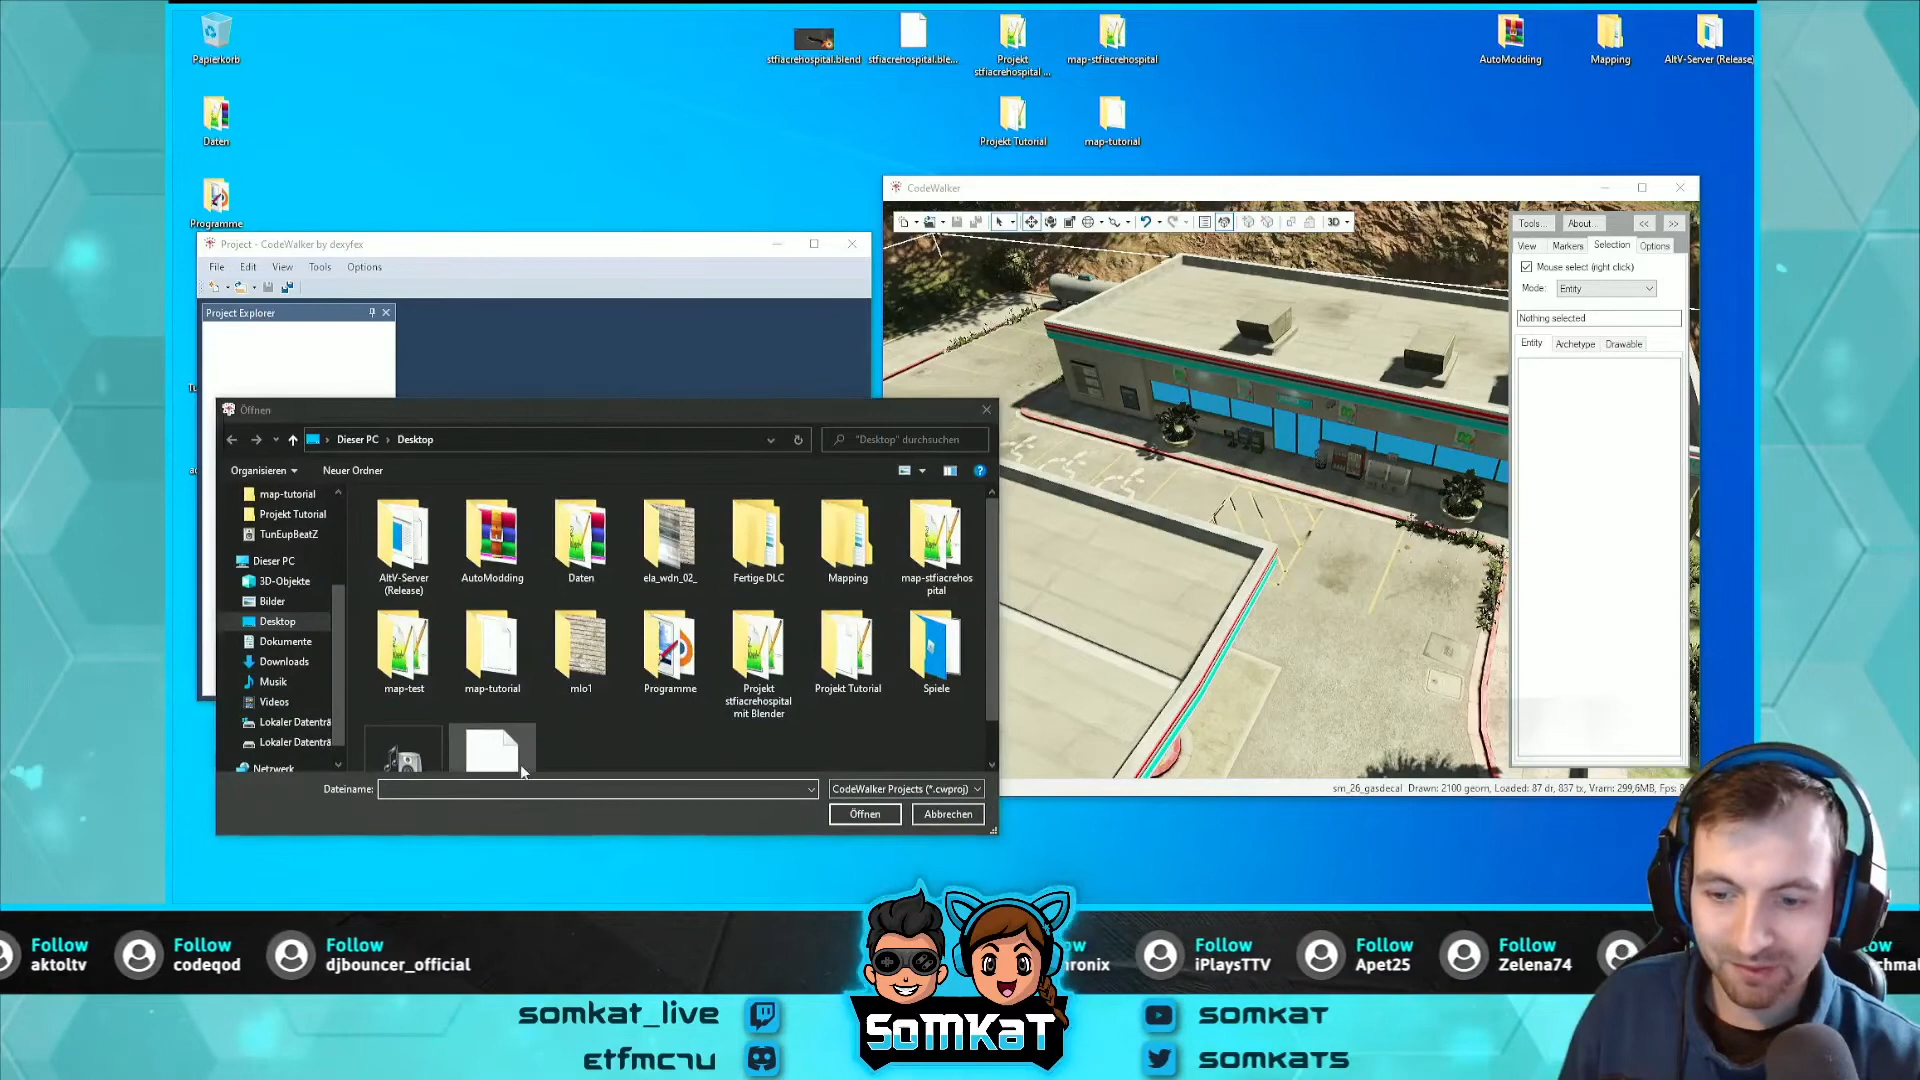 Papierkorb
stfiacrehospital.blend
stfiacrehospital.ble...
Projekt
stfiacrehospital ...
map-stfiacrehospital
AutoModding
Mapping
AltV-Server (Release)
Daten
Projekt Tutorial
map-tutorial
Programme
Project - CodeWalker by dexyfex
File
Edit
View
Tools
Options
Project Explorer
CodeWalker
3D
Tools...
About...
<<
>>
View
Markers
Selection
Options
Mouse select (right click)
Mode:
Entity
Nothing selected
Entity
Archetype
Drawable
Öffnen
Dieser PC
Desktop
"Desktop" durchsuchen
Organisieren
Neuer Ordner
map-tutorial
Projekt Tutorial
TunEupBeatZ
Dieser PC
3D-Objekte
Bilder
Desktop
Dokumente
Downloads
Musik
Videos
Lokaler Datenträ
Lokaler Datenträ
Netzwerk
AltV-Server
(Release)
AutoModding
Daten
ela_wdn_02_
Fertige DLC
Mapping
map-stfiacrehos
pital
map-test
map-tutorial
mlo1
Programme
Projekt
stfiacrehospital
mit Blender
Projekt Tutorial
Spiele
Dateiname:
CodeWalker Projects (*.cwproj)
Öffnen
Abbrechen
sm_26_gasdecal Drawn: 2100 geom, Loaded: 87 dr, 837 tx, Vram: 299,6MB, Fps: 8
Follow
aktoltv
Follow
codeqod
Follow
djbouncer_official
ow
ronix
Follow
iPlaysTTV
Follow
Apet25
Follow
Zelena74
ow
chmal
somkat_live
SOMKAT
SOMKAT
SOMKAT5